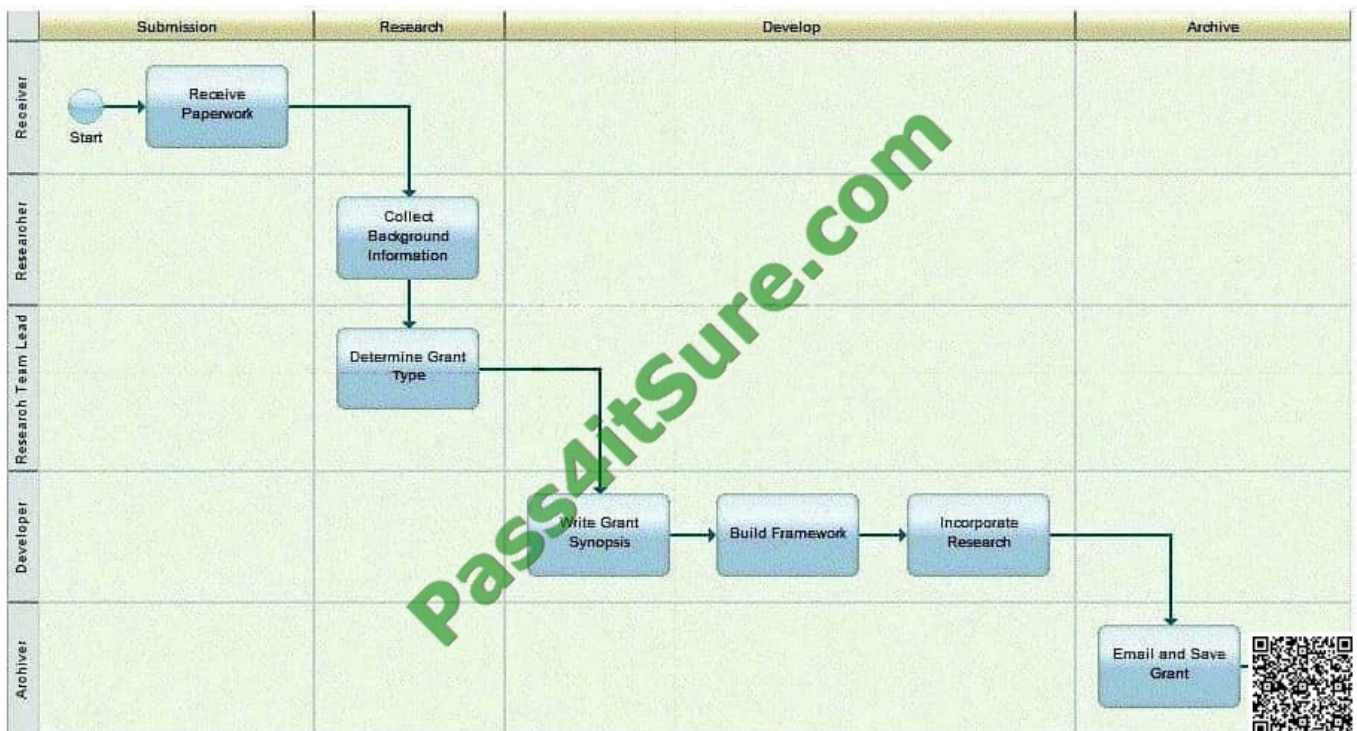 Submission
Research
Develop
Archive
Receiver
Start
Receive
Paperwork
Researcher
Collect
Background
Information
Research Team Lead
Determine Grant
Type
Developer
Write Grant
Synopsis
Build Framework
Incorporate
Research
Archiver
Email and Save
Grant
Pass4itSure.com